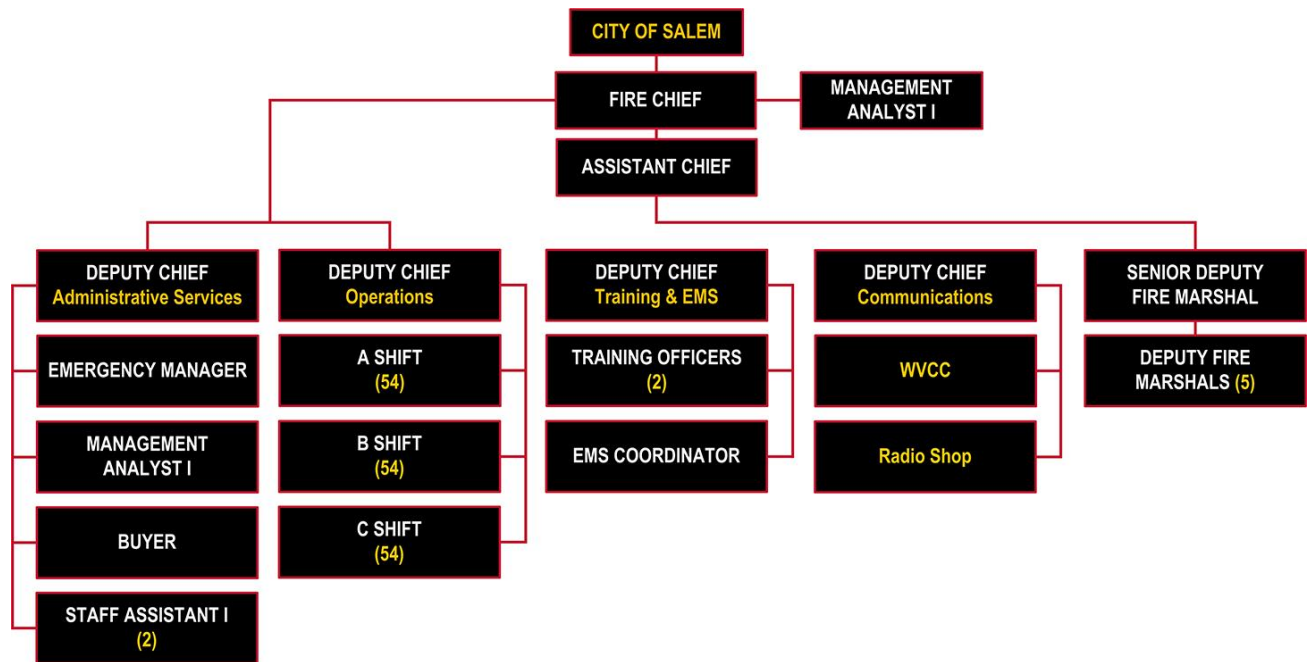 CITY OF SALEM
FIRE CHIEF
MANAGEMENT
ANALYST I
ASSISTANT CHIEF
DEPUTY CHIEF
Administrative Services
EMERGENCY MANAGER
MANAGEMENT
ANALYST I
BUYER
STAFF ASSISTANT I
(2)
DEPUTY CHIEF
Operations
A SHIFT
(54)
B SHIFT
(54)
C SHIFT
(54)
DEPUTY CHIEF
Training & EMS
TRAINING OFFICERS
(2)
EMS COORDINATOR
DEPUTY CHIEF
Communications
WVCC
Radio Shop
SENIOR DEPUTY
FIRE MARSHAL
DEPUTY FIRE
MARSHALS (5)